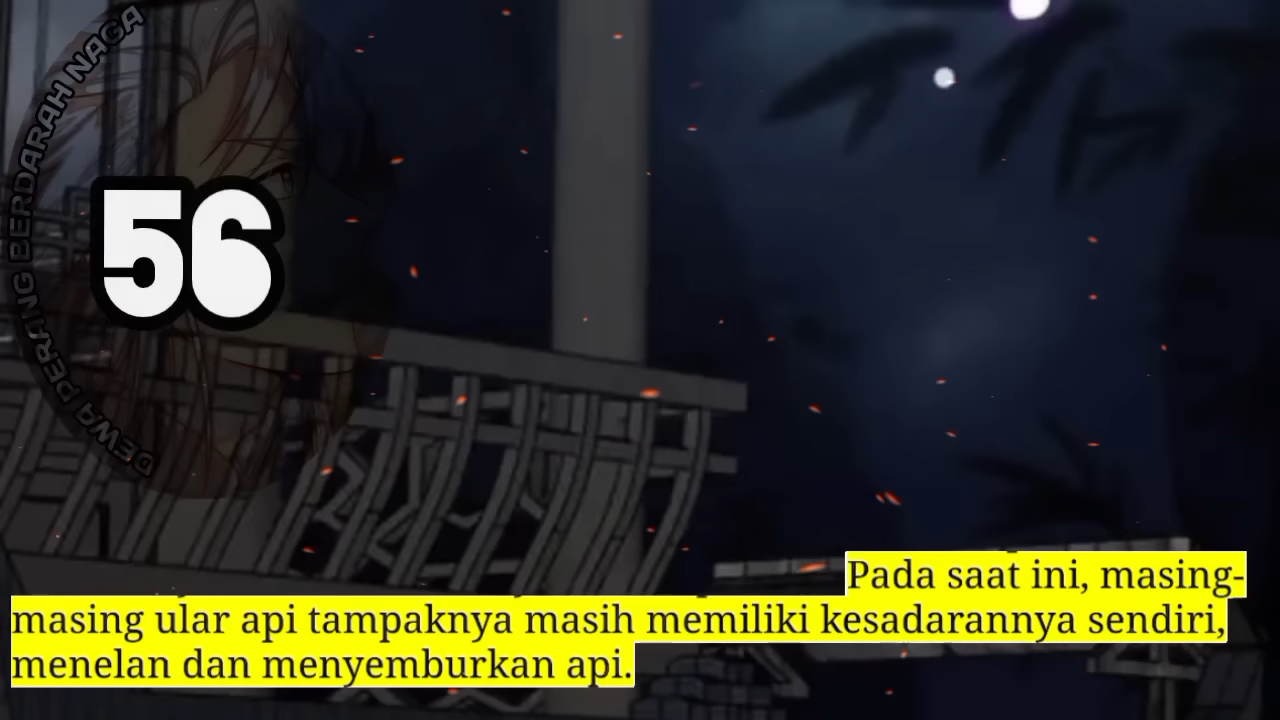 DEWA PERANG BERDARAH NAGA
56
Pada saat ini, masing-
masing ular api tampaknya masih memiliki kesadarannya sendiri,
menelan dan menyemburkan api.